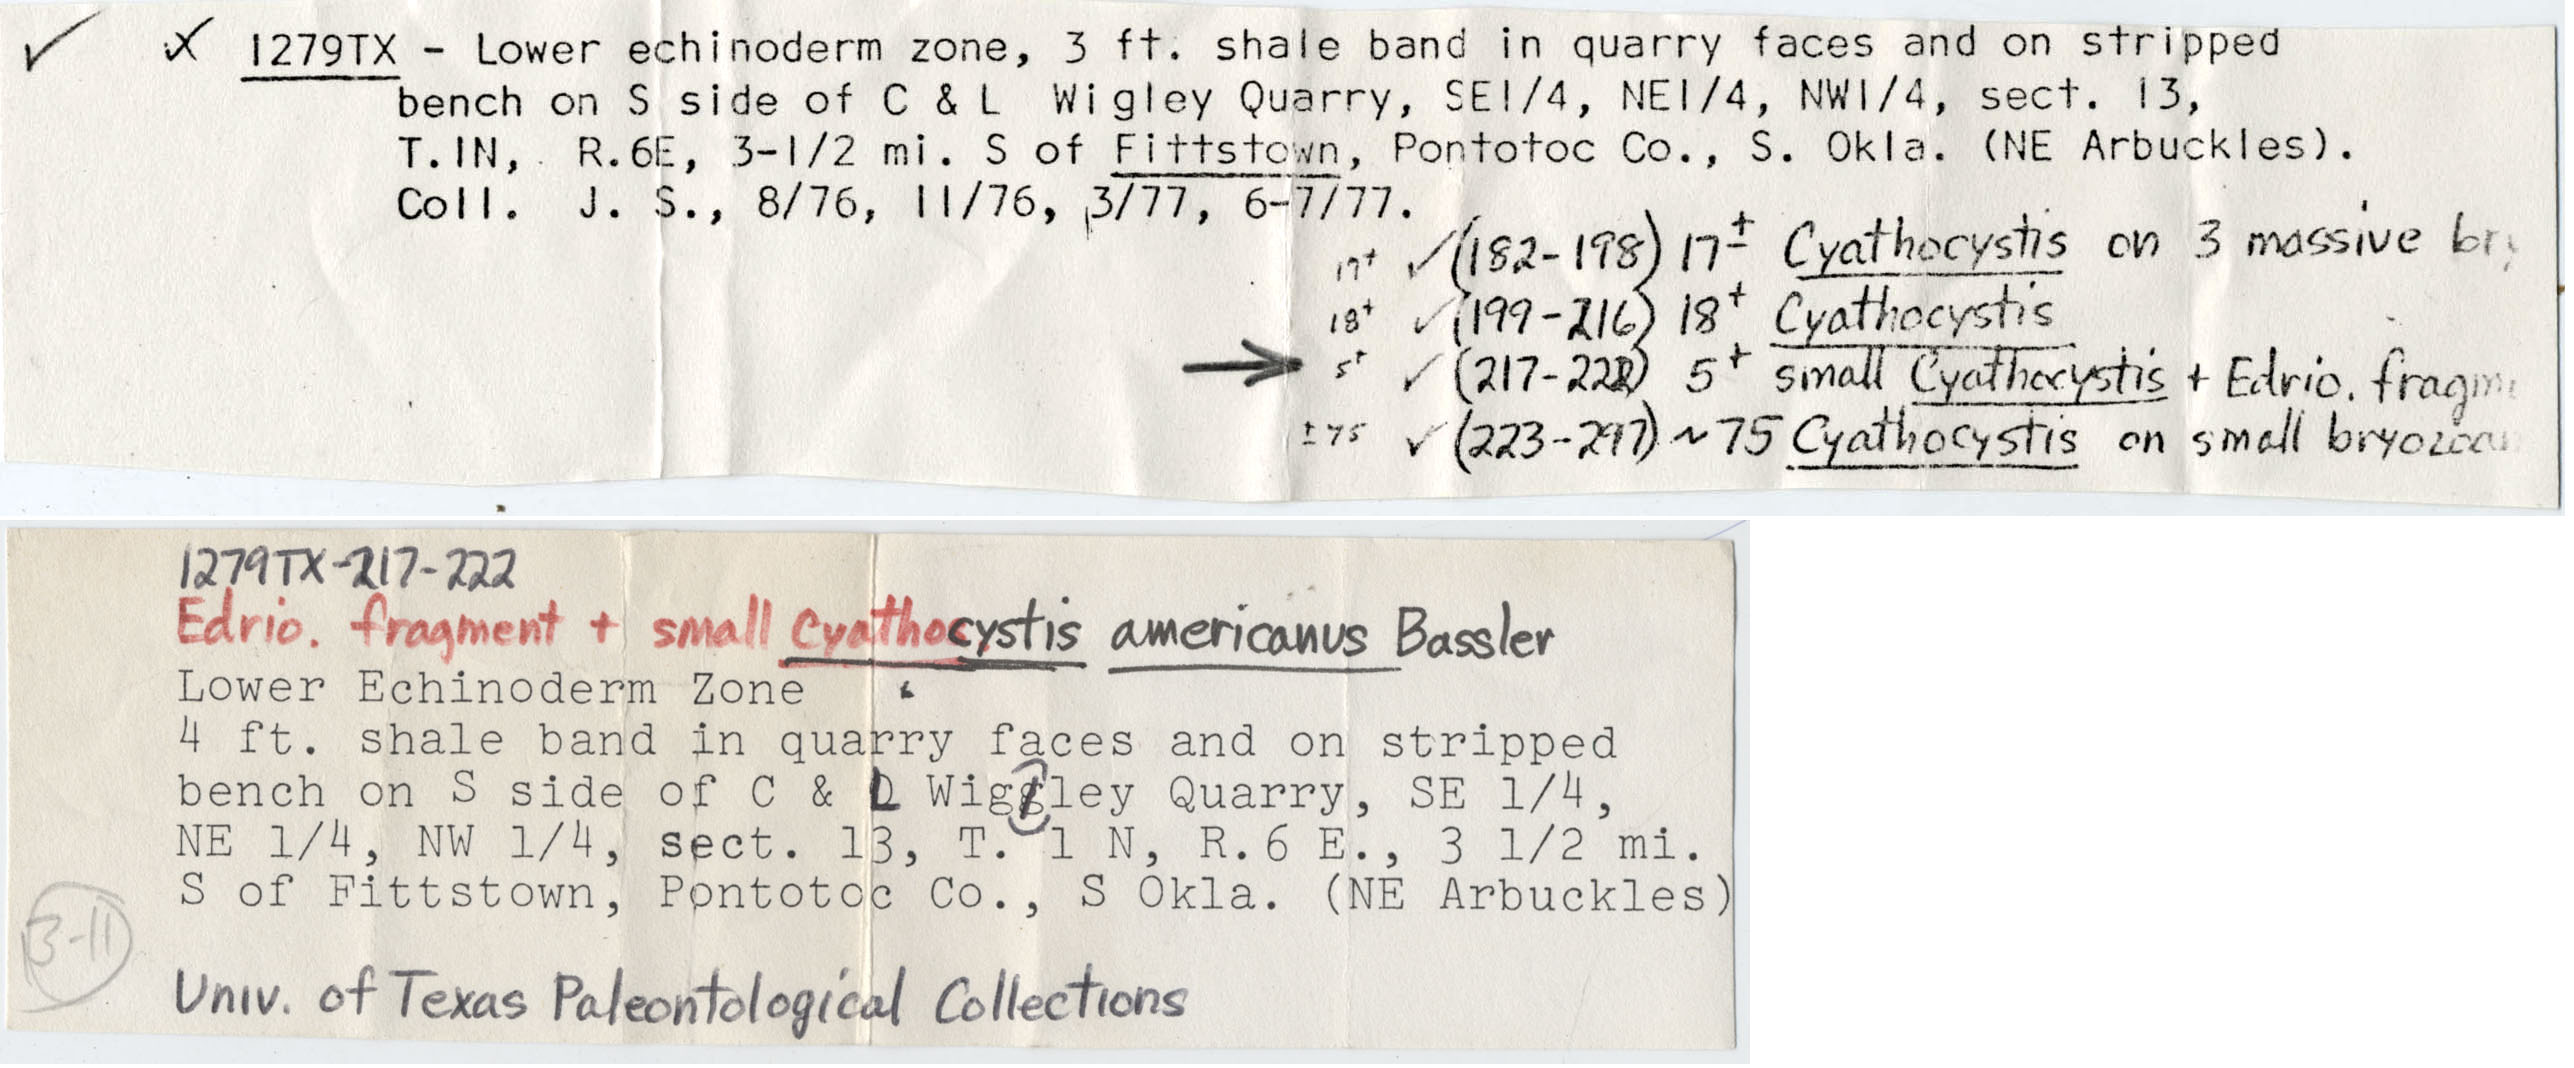 ✓ X 1279TX - Lower echinoderm zone, 3 ft. shale band in quarry faces and on stripped
bench on S side of C & L Wigley Quarry, SE1/4, NE1/4, NW1/4, sect. 13,
T.1N, R.6E, 3-1/2 mi. S of Fittstown, Pontotoc Co., S. Okla. (NE Arbuckles).
Coll. J. S., 8/76, 11/76, 3/77, 6-7/77.
17+ ✓ (182-198) 17± Cyathocystis on 3 massive
18+ ✓ (199-216) 18+ Cyathocystis
→ 5+ ✓ (217-222) 5+ small Cyathocystis + Edrio.
±75 ✓ (223-297) ~75 Cyathocystis on small
1279TX-217-222
Edrio. fragment + small Cyathocystis americanus Bassler
Lower Echinoderm Zone
4 ft. shale band in quarry faces and on stripped
bench on S side of C & L Wiggley Quarry, SE 1/4,
NE 1/4, NW 1/4, sect. 13, T. 1 N, R.6 E., 3 1/2 mi.
S of Fittstown, Pontotoc Co., S Okla. (NE Arbuckles)
3-11
Univ. of Texas Paleontological Collections